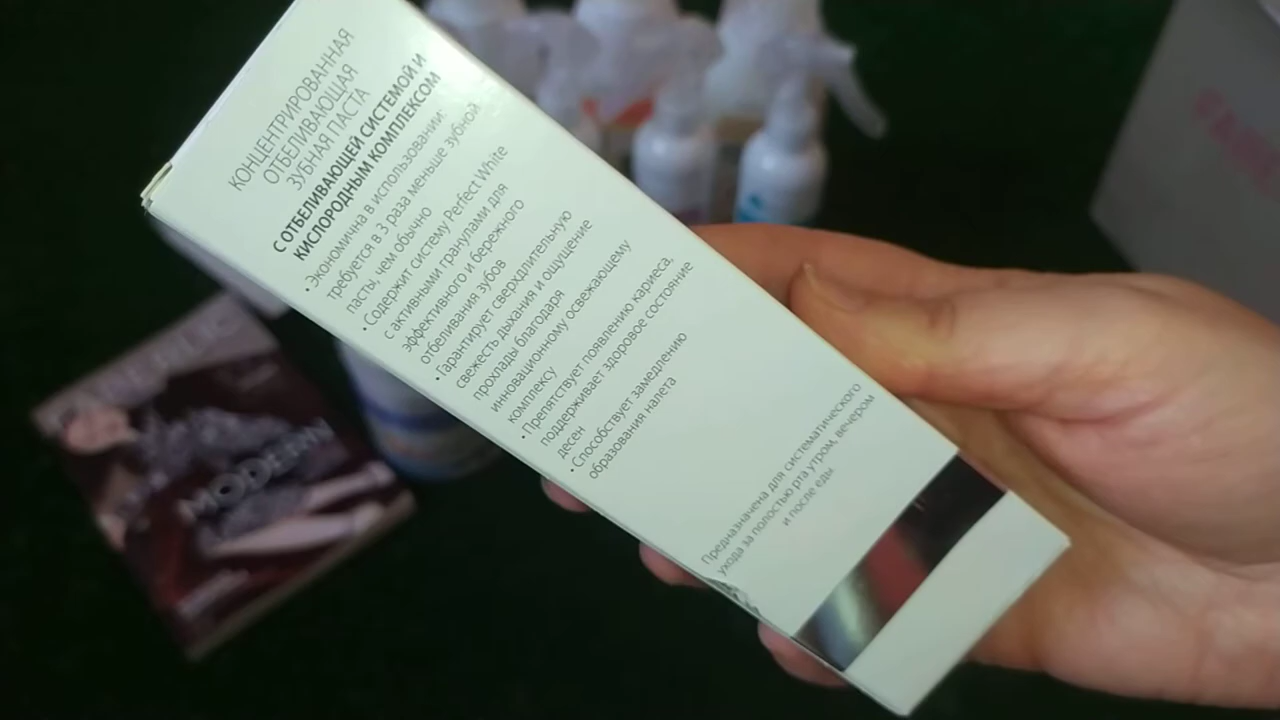 КОНЦЕНТРИРОВАННАЯ
ОТБЕЛИВАЮЩАЯ
ЗУБНАЯ ПАСТА
С ОТБЕЛИВАЮЩЕЙ СИСТЕМОЙ И
КИСЛОРОДНЫМ КОМПЛЕКСОМ
• Экономична в использовании:
требуется в 3 раза меньше зубной
пасты, чем обычно
• Содержит систему Perfect White
с активными гранулами для
эффективного и бережного
отбеливания зубов
• Гарантирует сверхдлительную
свежесть дыхания и ощущение
прохлады благодаря
инновационному освежающему
комплексу
• Препятствует появлению кариеса,
поддерживает здоровое состояние
десен
• Способствует замедлению
образования налета
Предназначена для систематического
ухода за полостью рта утром, вечером
и после еды
MODERN